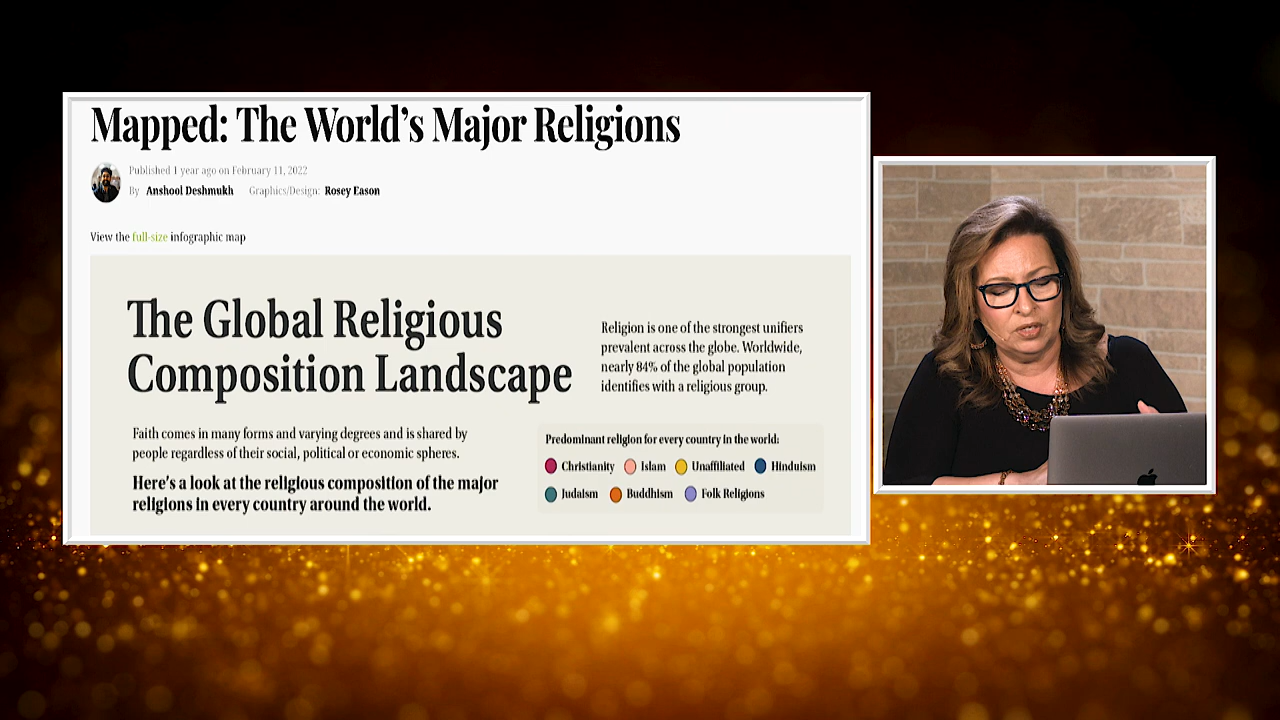 Mapped: The World's Major Religions
Published 1 year ago on February 11, 2022
By Anshool Deshmukh Graphics/Design: Rosey Eason
View the full-size infographic map
The Global Religious
Composition Landscape
Religion is one of the strongest unifiers
prevalent across the globe. Worldwide,
nearly 84% of the global population
identifies with a religious group.
Faith comes in many forms and varying degrees and is shared by
people regardless of their social, political or economic spheres.
Here's a look at the religious composition of the major
religions in every country around the world.
Predominant religion for every country in the world:
Christianity Islam Unaffiliated Hinduism
Judaism Buddhism Folk Religions